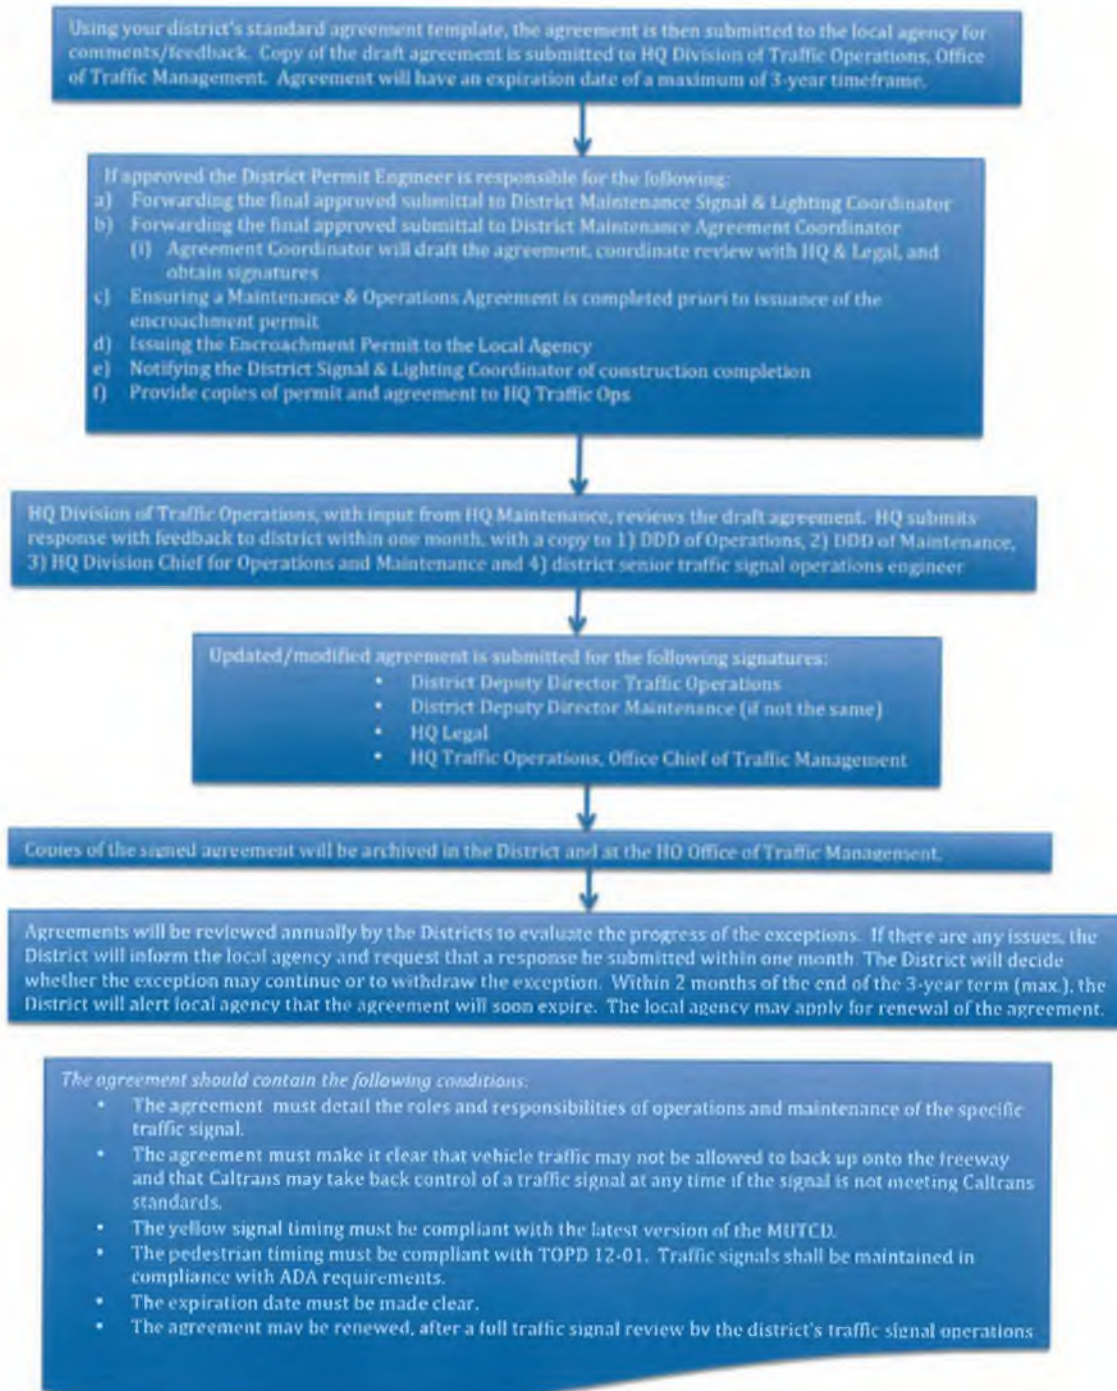 Using your district's standard agreement template, the agreement is then submitted to the local agency for
comments/feedback. Copy of the draft agreement is submitted to HQ Division of Traffic Operations, Office
of Traffic Management. Agreement will have an expiration date of a maximum of 3-year timeframe.
If approved the District Permit Engineer is responsible for the following:
a) Forwarding the final approved submittal to District Maintenance Signal & Lighting Coordinator
b) Forwarding the final approved submittal to District Maintenance Agreement Coordinator
(i) Agreement Coordinator will draft the agreement, coordinate review with HQ & Legal, and
obtain signatures
c) Ensuring a Maintenance & Operations Agreement is completed priori to issuance of the
encroachment permit
d) Issuing the Encroachment Permit to the Local Agency
e) Notifying the District Signal & Lighting Coordinator of construction completion
f) Provide copies of permit and agreement to HQ Traffic Ops
HQ Division of Traffic Operations, with input from HQ Maintenance, reviews the draft agreement. HQ submits
response with feedback to district within one month, with a copy to 1) DDD of Operations, 2) DDD of Maintenance,
3) HQ Division Chief for Operations and Maintenance and 4) district senior traffic signal operations engineer
Updated/modified agreement is submitted for the following signatures:
• District Deputy Director Traffic Operations
• District Deputy Director Maintenance (if not the same)
• HQ Legal
• HQ Traffic Operations, Office Chief of Traffic Management
Copies of the signed agreement will be archived in the District and at the HQ Office of Traffic Management.
Agreements will be reviewed annually by the Districts to evaluate the progress of the exceptions. If there are any issues, the
District will inform the local agency and request that a response be submitted within one month. The District will decide
whether the exception may continue or to withdraw the exception. Within 2 months of the end of the 3-year term (max.), the
District will alert local agency that the agreement will soon expire. The local agency may apply for renewal of the agreement.
The agreement should contain the following conditions:
• The agreement must detail the roles and responsibilities of operations and maintenance of the specific
traffic signal.
• The agreement must make it clear that vehicle traffic may not be allowed to back up onto the freeway
and that Caltrans may take back control of a traffic signal at any time if the signal is not meeting Caltrans
standards.
• The yellow signal timing must be compliant with the latest version of the MUTCD.
• The pedestrian timing must be compliant with TOPD 12-01. Traffic signals shall be maintained in
compliance with ADA requirements.
• The expiration date must be made clear.
• The agreement may be renewed, after a full traffic signal review by the district's traffic signal operations